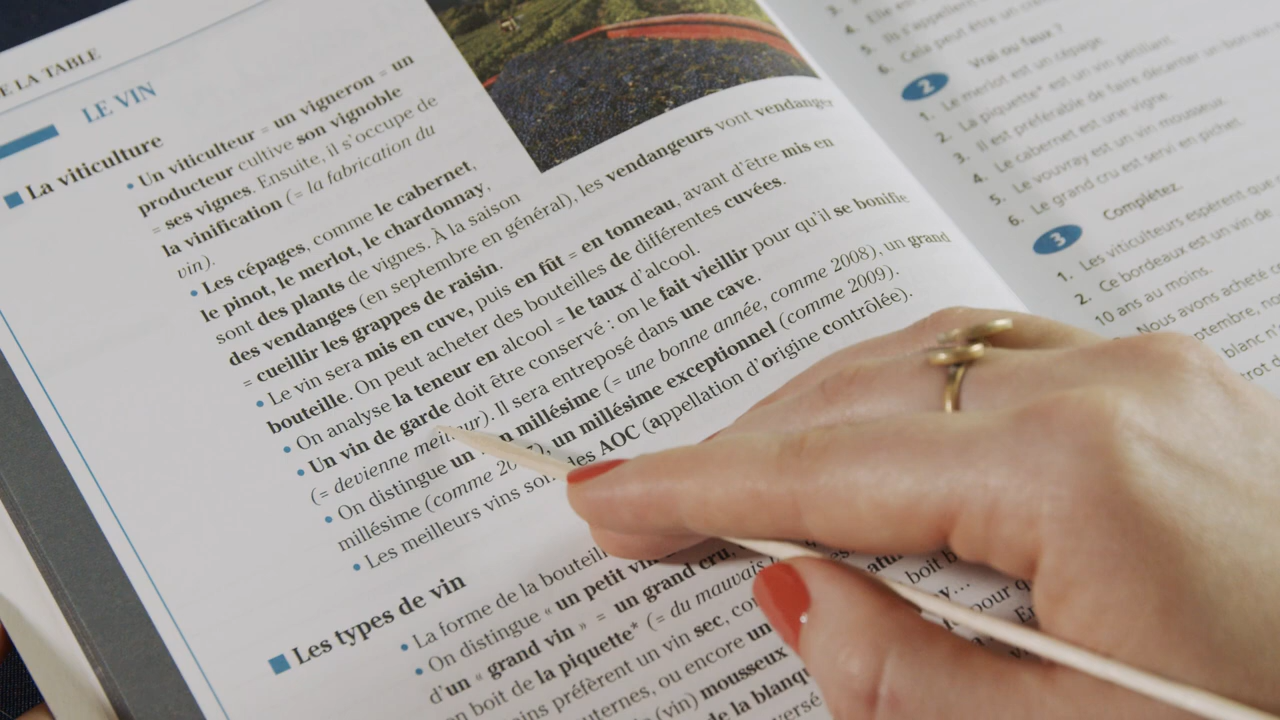 E LA TABLE
LE VIN
La viticulture
• Un viticulteur = un vigneron = un
producteur cultive son vignoble
= ses vignes. Ensuite, il s'occupe de
la vinification (= la fabrication du
vin).
• Les cépages, comme le cabernet,
le pinot, le merlot, le chardonnay,
sont des plants de vignes. À la saison
des vendanges (en septembre en général), les vendangeurs vont vendanger
= cueillir les grappes de raisin.
• Le vin sera mis en cuve, puis en fût = en tonneau, avant d'être mis en
bouteille. On peut acheter des bouteilles de différentes cuvées.
• On analyse la teneur en alcool = le taux d'alcool.
• Un vin de garde doit être conservé : on le fait vieillir pour qu'il se bonifie
(= devienne meilleur). Il sera entreposé dans une cave.
• On distingue un millésime (= une bonne année, comme 2008), un grand
millésime (comme un millésime exceptionnel (comme 2009).
• Les meilleurs vins sont des AOC (appellation d'origine contrôlée).
Les types de vin
• La forme de la bouteil
• On distingue « un petit
d'un « grand vin » = un grand cru,
on boit de la piquette* (= du mauvais
préfèrent un vin sec,
ou encore un
(vin) mousseux
de la blanq
4. Elle
5. Ils s'appellent
6. Cela peut être un
2 Vrai ou faux ?
1. Le merlot est un cépage.
2. La piquette* est un vin pétillant.
3. Il est préférable de faire décanter un bon vin
4. Le cabernet est une vigne.
5. Le vouvray est un vin mousseux.
6. Le grand cru est servi en pichet.
3 Complétez.
1. Les viticulteurs espèrent que
2. Ce bordeaux est un vin de
10 ans au moins.
Nous avons acheté
blanc n'